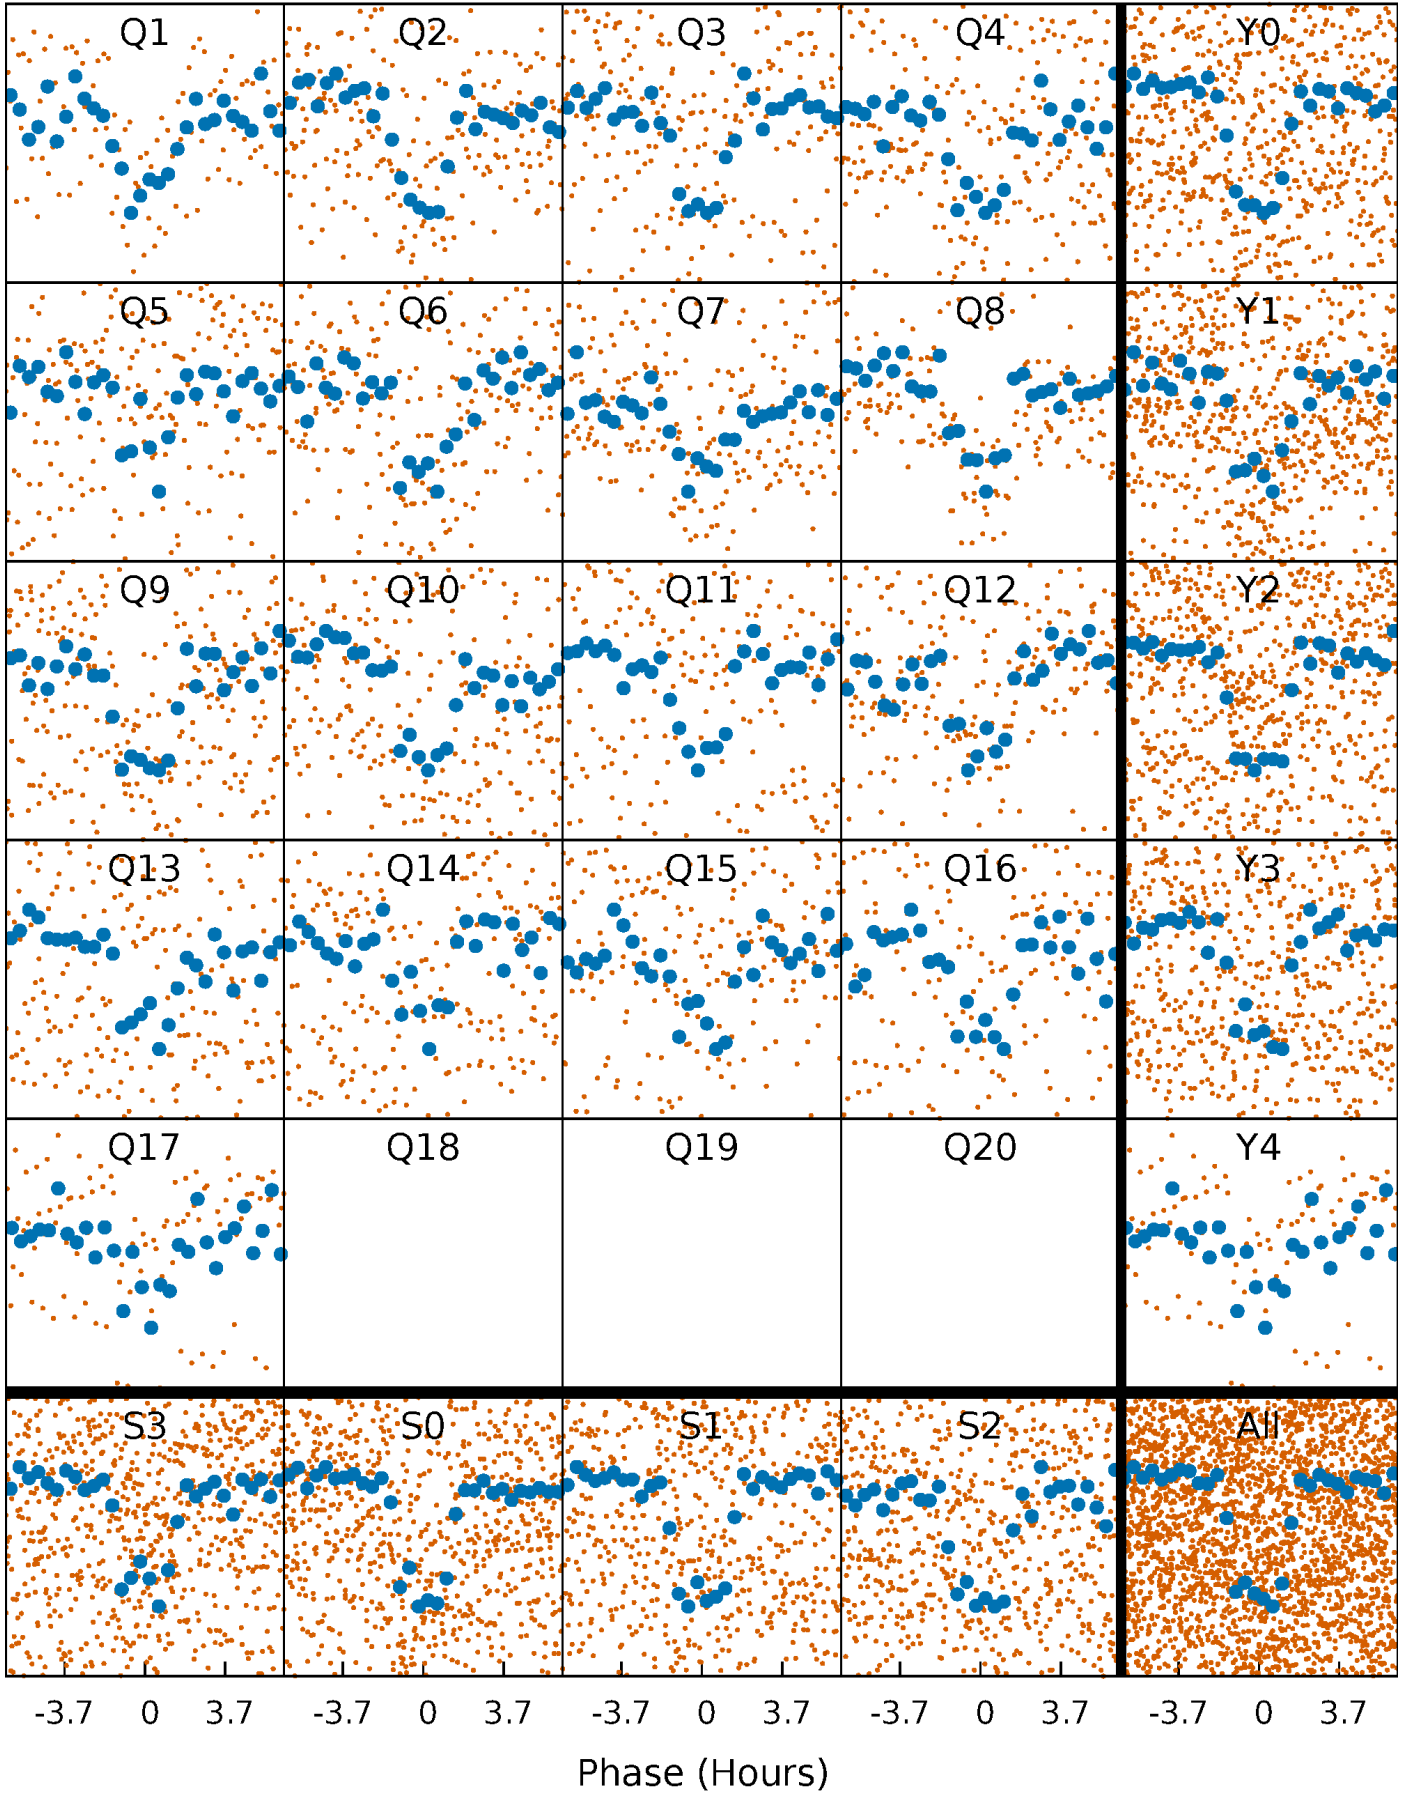 Q1 Q2 Q3 Q4 Y0
Q5 Q6 Q7 Q8 Y1
Q9 Q10 Q11 Q12 Y2
Q13 Q14 Q15 Q16 Y3
Q17 Q18 Q19 Q20 Y4
S3 S0 S1 S2 All
-3.7 0 3.7 -3.7 0 3.7 -3.7 0 3.7 -3.7 0 3.7 -3.7 0 3.7
Phase (Hours)